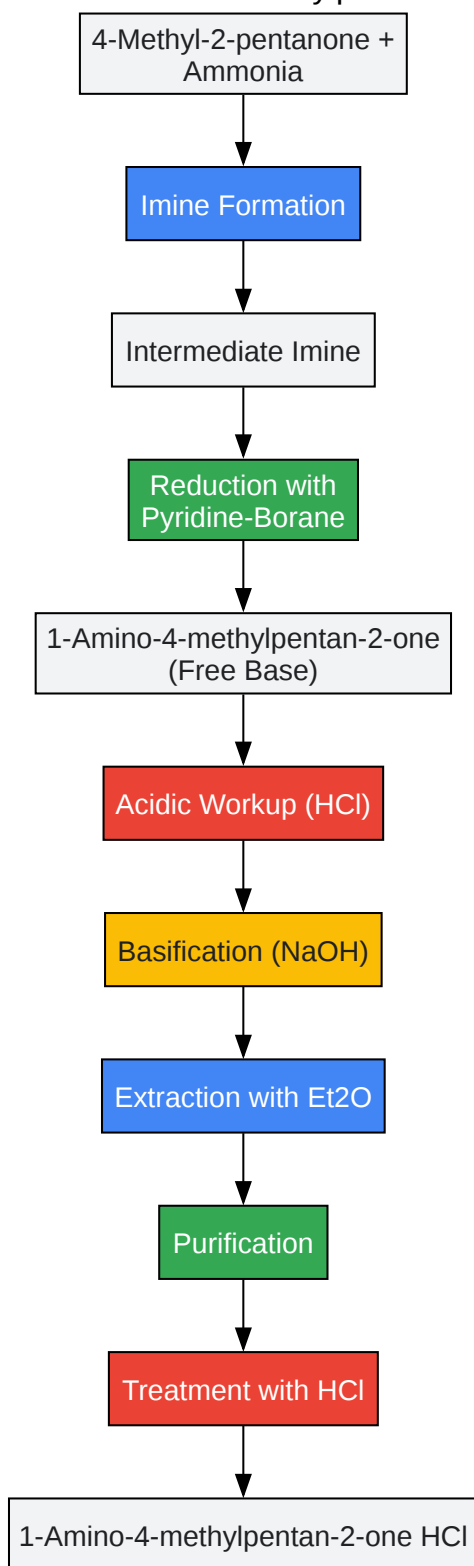 4-Methyl-2-pentanone +
Ammonia
Imine Formation
Intermediate Imine
Reduction with
Pyridine-Borane
1-Amino-4-methylpentan-2-one
(Free Base)
Acidic Workup (HCl)
Basification (NaOH)
Extraction with Et2O
Purification
Treatment with HCl
1-Amino-4-methylpentan-2-one HCl